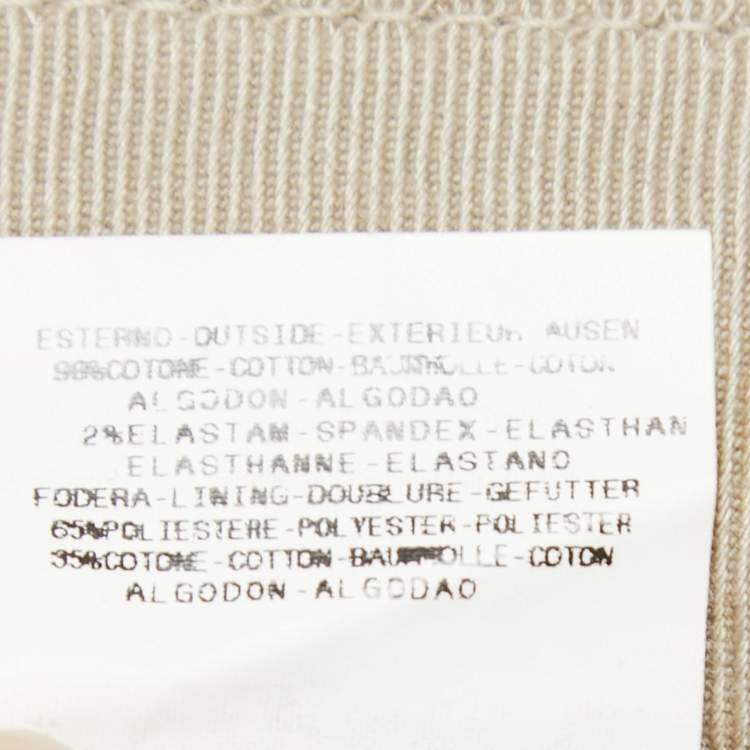 ESTERNO-OUTSIDE-EXTERIEUR AUSEN
98%COTONE-COTTON-BAUMWOLLE-COTON
ALGODON-ALGODAO
2%ELASTAM-SPANDEX-ELASTHAN
ELASTHANNE-ELASTANO
FODERA-LINING-DOUBLURE-GEFUTTER
65%POLIESTERE-POLYESTER-POLIESTER
35%COTONE-COTTON-BAUMWOLLE-COTON
ALGODON-ALGODAO